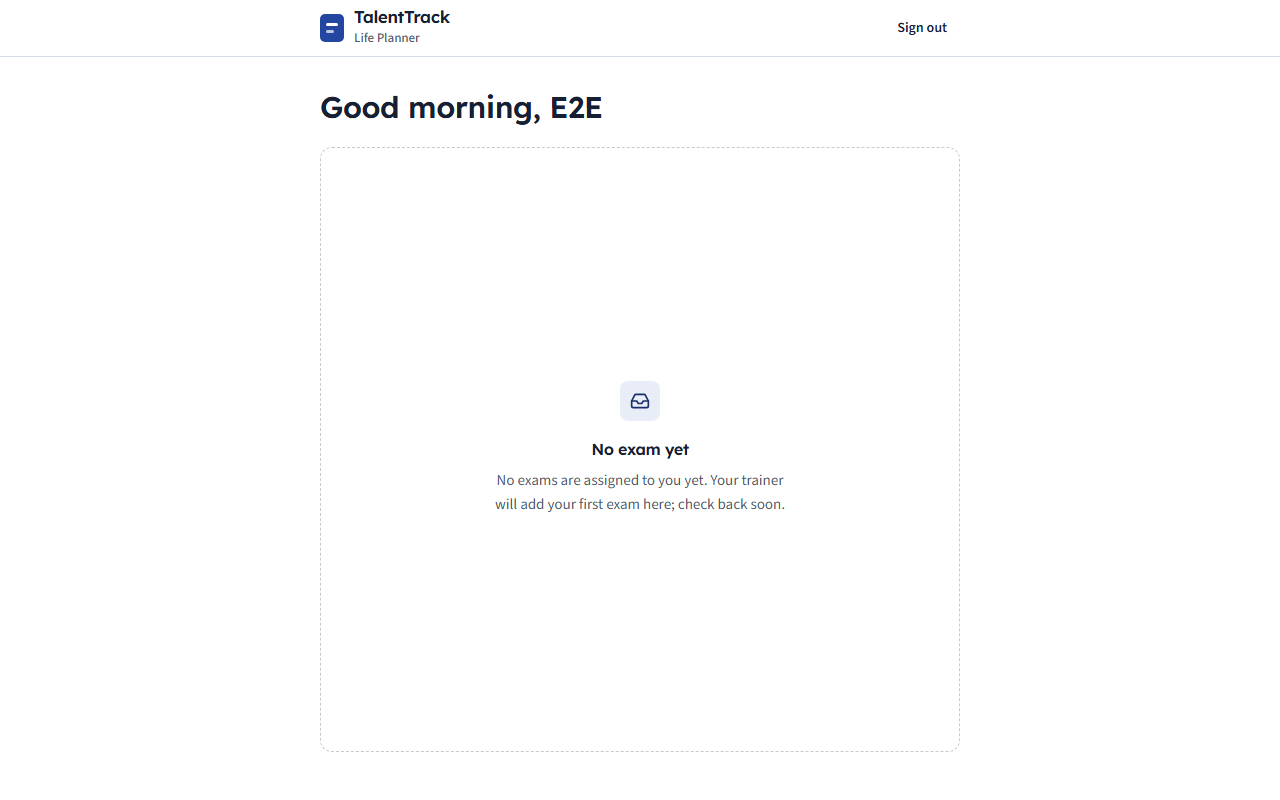 TalentTrack
Life Planner
Sign out
Good morning, E2E
No exam yet
No exams are assigned to you yet. Your trainer
will add your first exam here; check back soon.